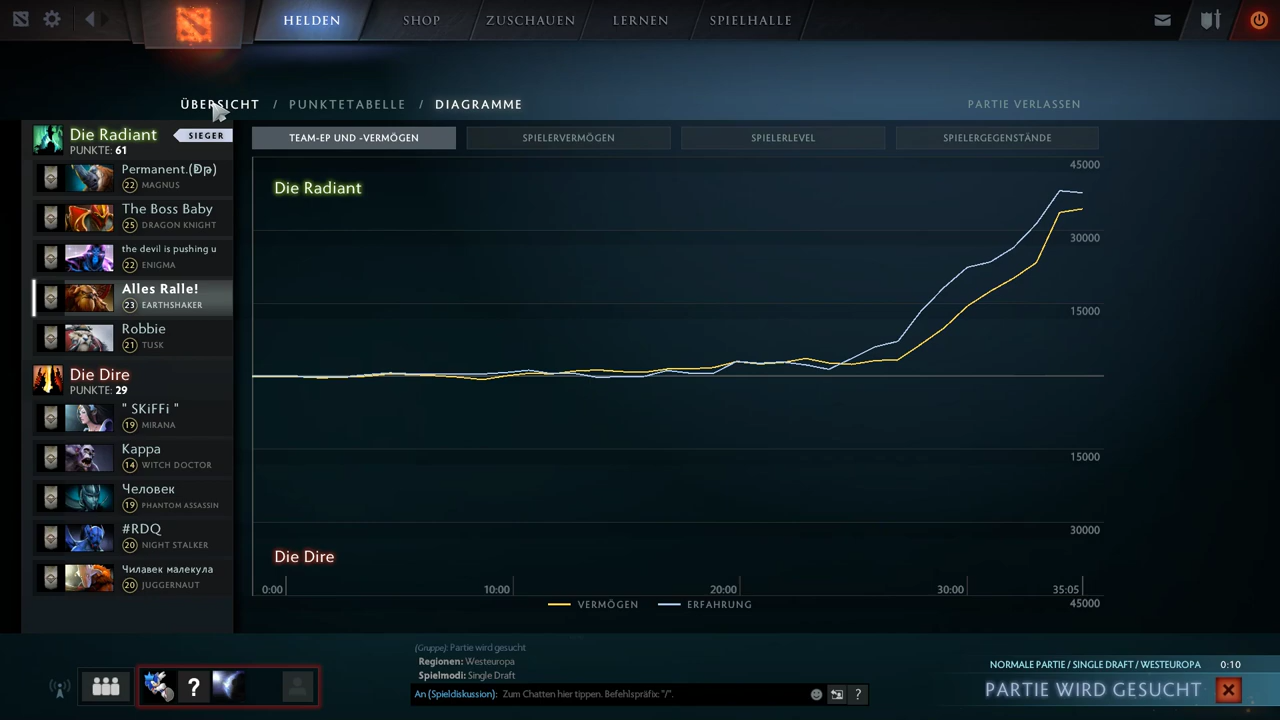 HELDEN
SHOP
ZUSCHAUEN
LERNEN
SPIELHALLE
ÜBERSICHT / PUNKTETABELLE / DIAGRAMME
PARTIE VERLASSEN
Die Radiant
SIEGER
PUNKTE: 61
Permanent.
22 MAGNUS
The Boss Baby
25 DRAGON KNIGHT
the devil is pushing u
22 ENIGMA
Alles Ralle!
23 EARTHSHAKER
Robbie
21 TUSK
Die Dire
PUNKTE: 29
" SKiFFi "
19 MIRANA
Kappa
14 WITCH DOCTOR
Человек
19 PHANTOM ASSASSIN
#RDQ
20 NIGHT STALKER
Чилавек малекула
20 JUGGERNAUT
TEAM-EP UND -VERMÖGEN
SPIELERVERMÖGEN
SPIELERLEVEL
SPIELERGEGENSTÄNDE
Die Radiant
45000
30000
15000
15000
30000
Die Dire
0:00
10:00
20:00
30:00
35:05
45000
VERMÖGEN
ERFAHRUNG
?
(Gruppe): Partie wird gesucht
Regionen: Westeuropa
Spielmodi: Single Draft
An (Spieldiskussion): Zum Chatten hier tippen. Befehlspräfix: "/".
?
NORMALE PARTIE / SINGLE DRAFT / WESTEUROPA 0:10
PARTIE WIRD GESUCHT